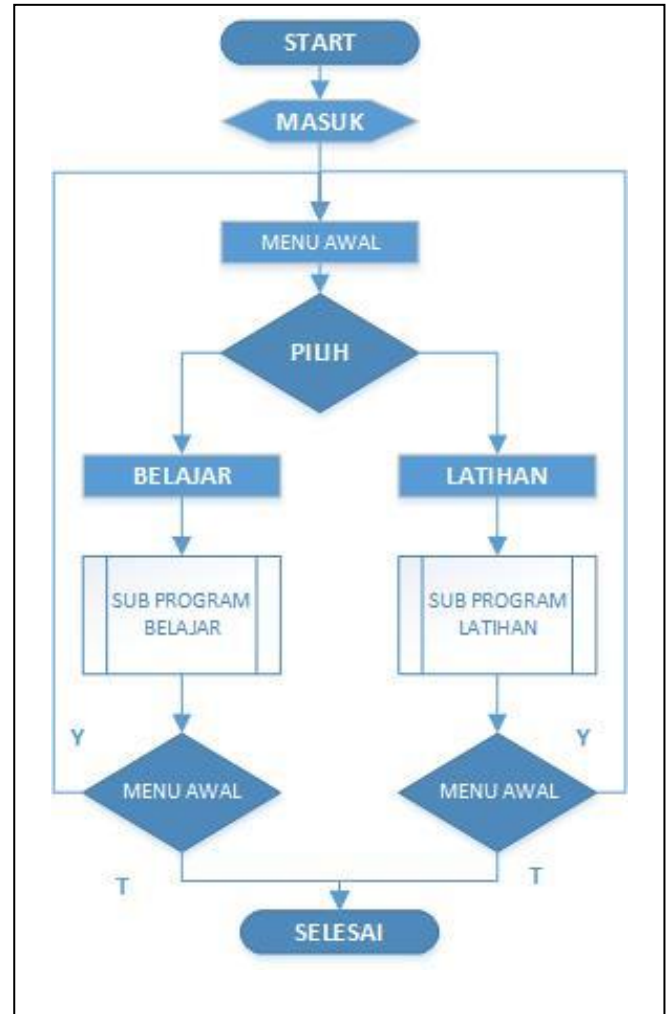 START
MASUK
MENU AWAL
PILIH
BELAJAR
LATIHAN
SUB PROGRAM
BELAJAR
SUB PROGRAM
LATIHAN
Y
Y
MENU AWAL
MENU AWAL
T
T
SELESAI